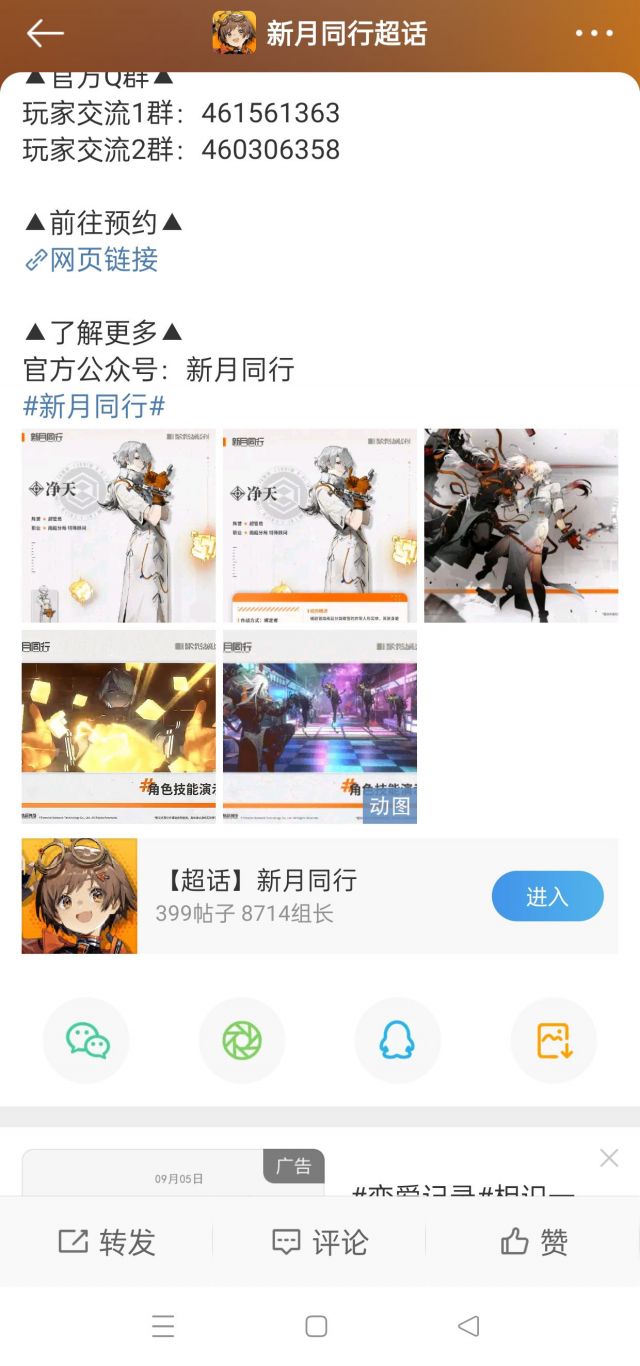 新月同行超话
▲官方Q群▲
玩家交流1群：461561363
玩家交流2群：460306358
▲前往预约▲
网页链接
▲了解更多▲
官方公众号：新月同行
#新月同行#
新月同行
净天
新月同行
净天
月同行
#角色技能演示
月同行
#角色技能演
动图
【超话】新月同行
399帖子 8714组长
进入
09月05日
广告
#恋爱记录#相识一
转发
评论
赞